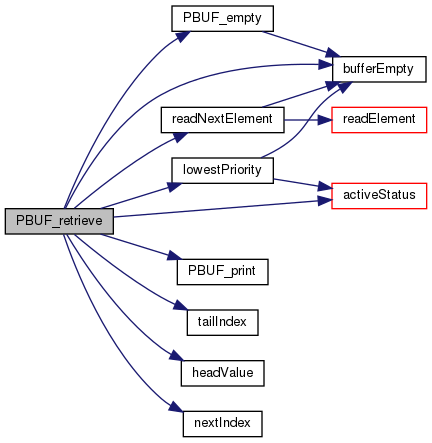 PBUF_empty
bufferEmpty
readNextElement
readElement
lowestPriority
activeStatus
PBUF_retrieve
PBUF_print
tailIndex
headValue
nextIndex